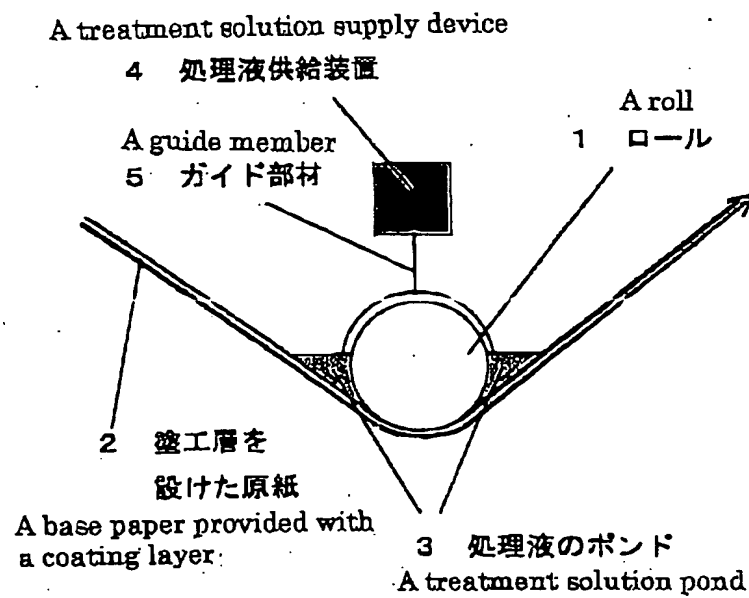 A treatment solution supply device
4 処理液供給装置
A roll
1 ロール
A guide member
5 ガイド部材
2 塗工層を
設けた原紙
A base paper provided with
a coating layer
3 処理液のポンド
A treatment solution pond